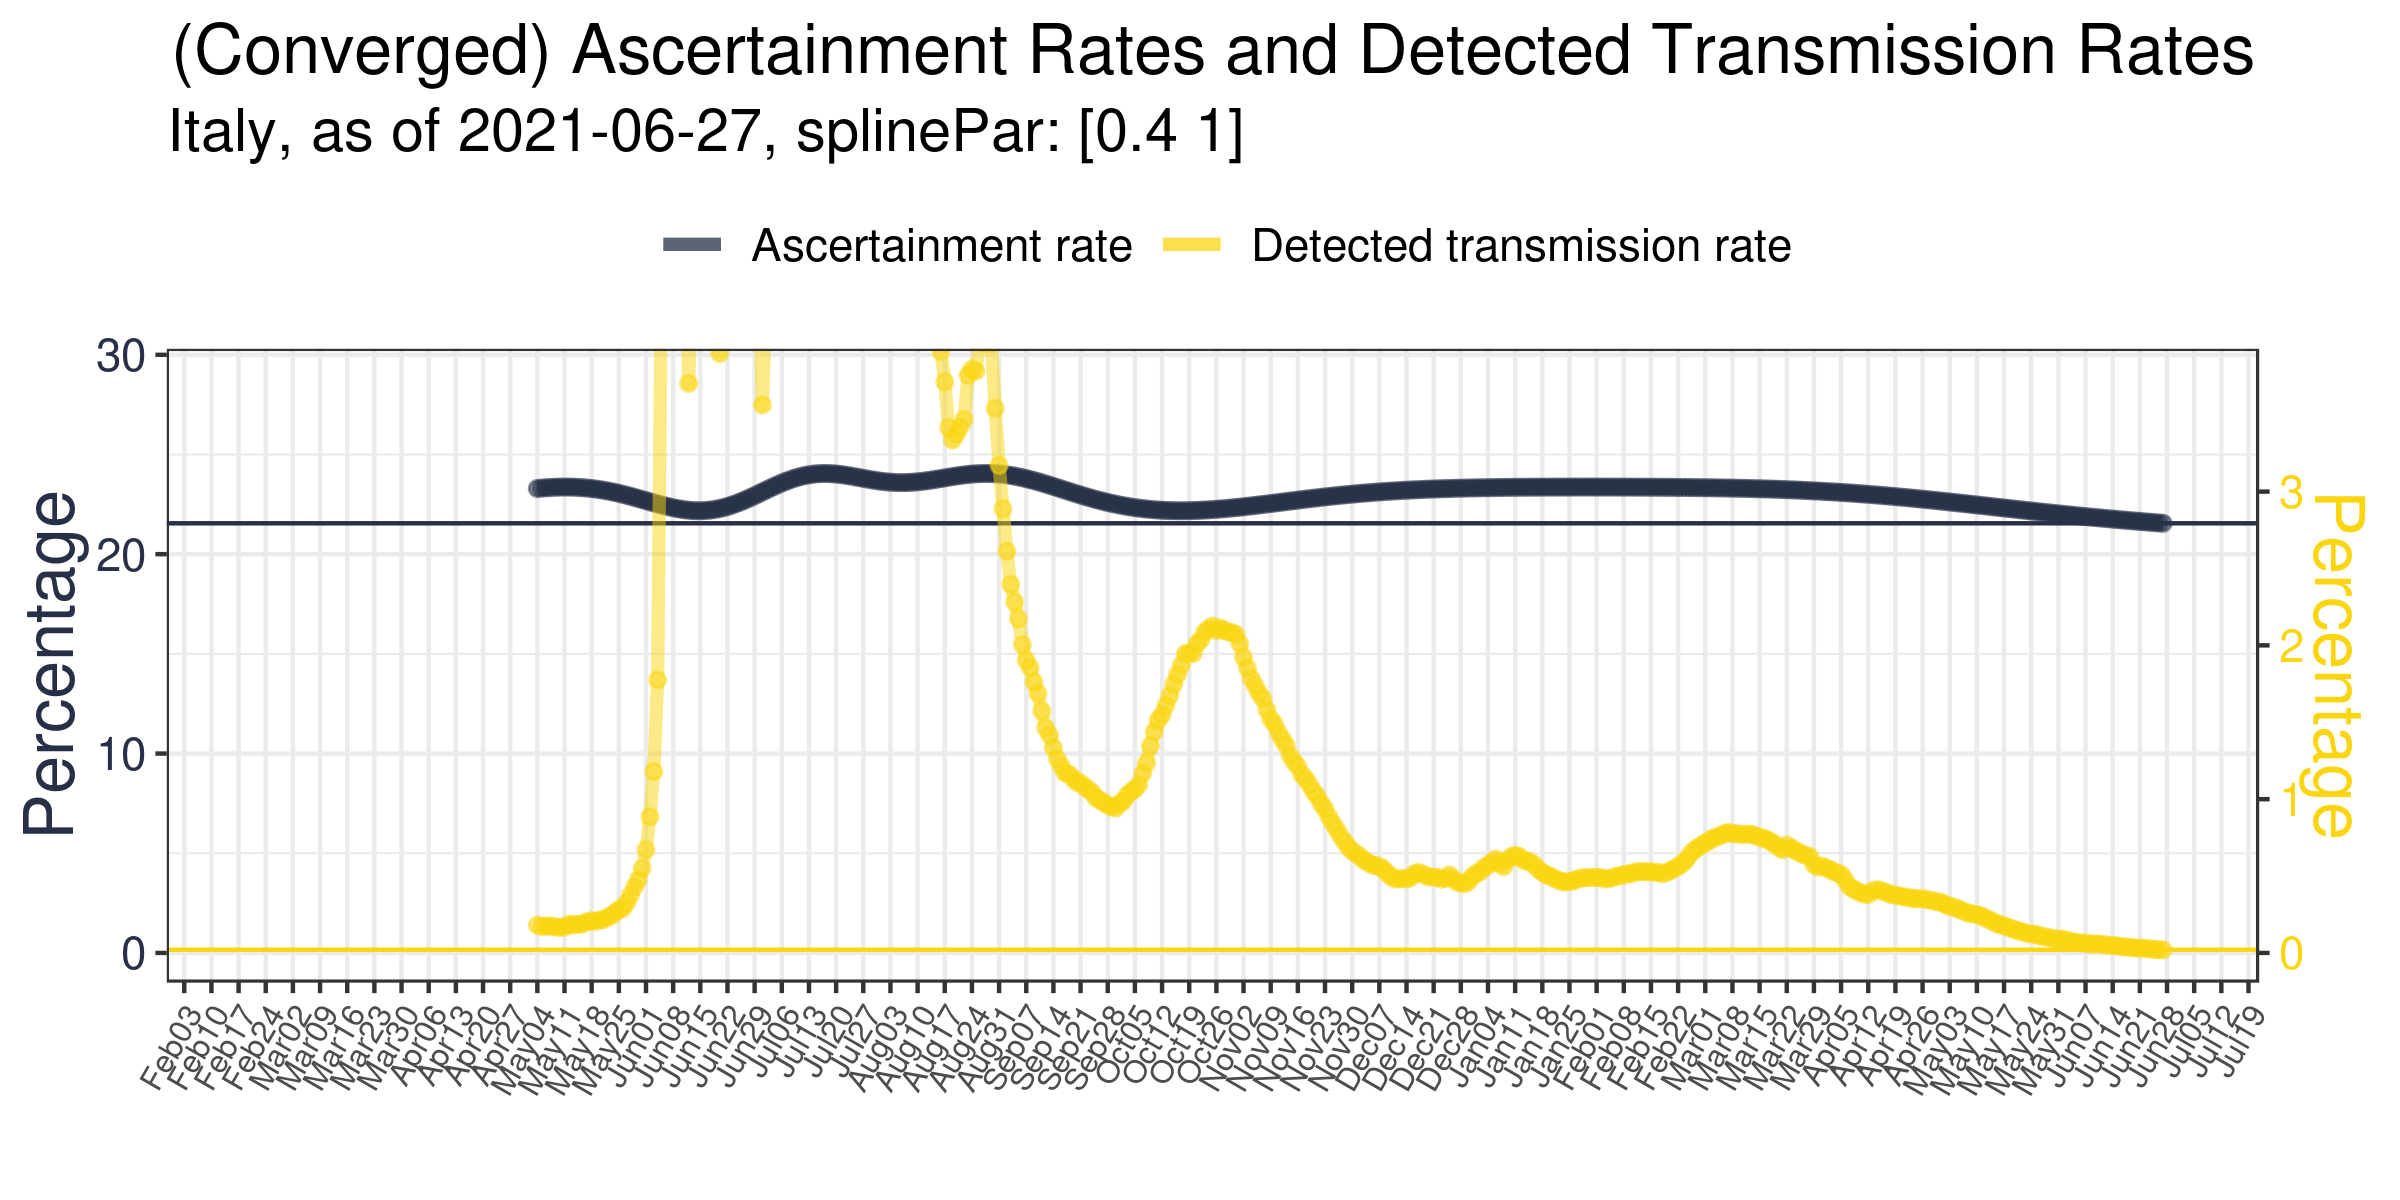 (Converged) Ascertainment Rates and Detected Transmission Rates
Italy, as of 2021-06-27, splinePar: [0.4 1]
Ascertainment rate Detected transmission rate
Percentage
30
20
10
0
3
2
1
0
Percentage
Feb03 Feb10 Feb17 Feb24 Mar02 Mar09 Mar16 Mar23 Mar30 Apr06 Apr13 Apr20 Apr27 May04 May11 May18 May25 Jun01 Jun08 Jun15 Jun22 Jun29 Jul06 Jul13 Jul20 Jul27 Aug03 Aug10 Aug17 Aug24 Aug31 Sep07 Sep14 Sep21 Sep28 Oct05 Oct12 Oct19 Oct26 Nov02 Nov09 Nov16 Nov23 Nov30 Dec07 Dec14 Dec21 Dec28 Jan04 Jan11 Jan18 Jan25 Feb01 Feb08 Feb15 Feb22 Mar01 Mar08 Mar15 Mar22 Mar29 Apr05 Apr12 Apr19 Apr26 May03 May10 May17 May24 May31 Jun07 Jun14 Jun21 Jun28 Jul05 Jul12 Jul19